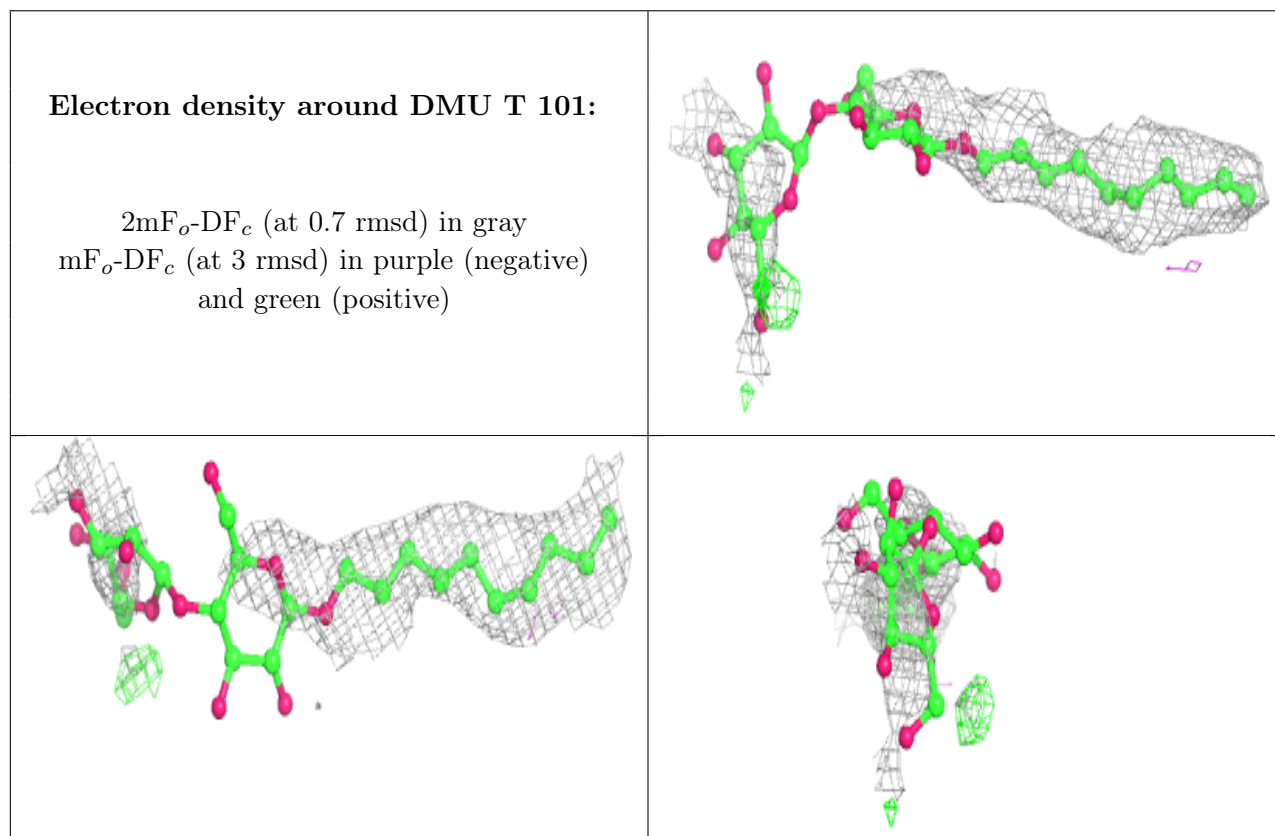 Electron density around DMU T 101:
2mFo-DFc (at 0.7 rmsd) in gray
mFo-DFc (at 3 rmsd) in purple (negative)
and green (positive)